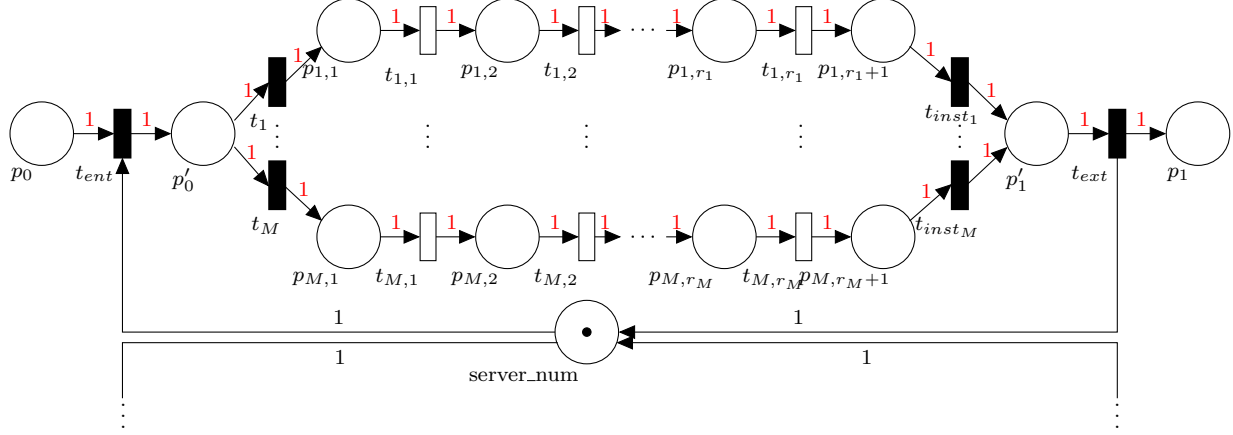 1 1 1 1 1 1 1 1
⋯
1 1 1
p_{1,1} t_{1,1} p_{1,2} t_{1,2} p_{1,r_1} t_{1,r_1} p_{1,r_1+1}
1 1 1 1
t_1 ⋮ ⋮ ⋮ ⋮ ⋮ t_{inst_1}
1 1 1 1
p_0 t_{ent} p'_0 p'_1 t_{ext} p_1
1 1 1 1
t_M t_{inst_M}
1 1 1 1 1 1 1 1
⋯
p_{M,1} t_{M,1} p_{M,2} t_{M,2} p_{M,r_M} t_{M,r_M} p_{M,r_M+1}
1 1
1 1
server_num
⋮ ⋮